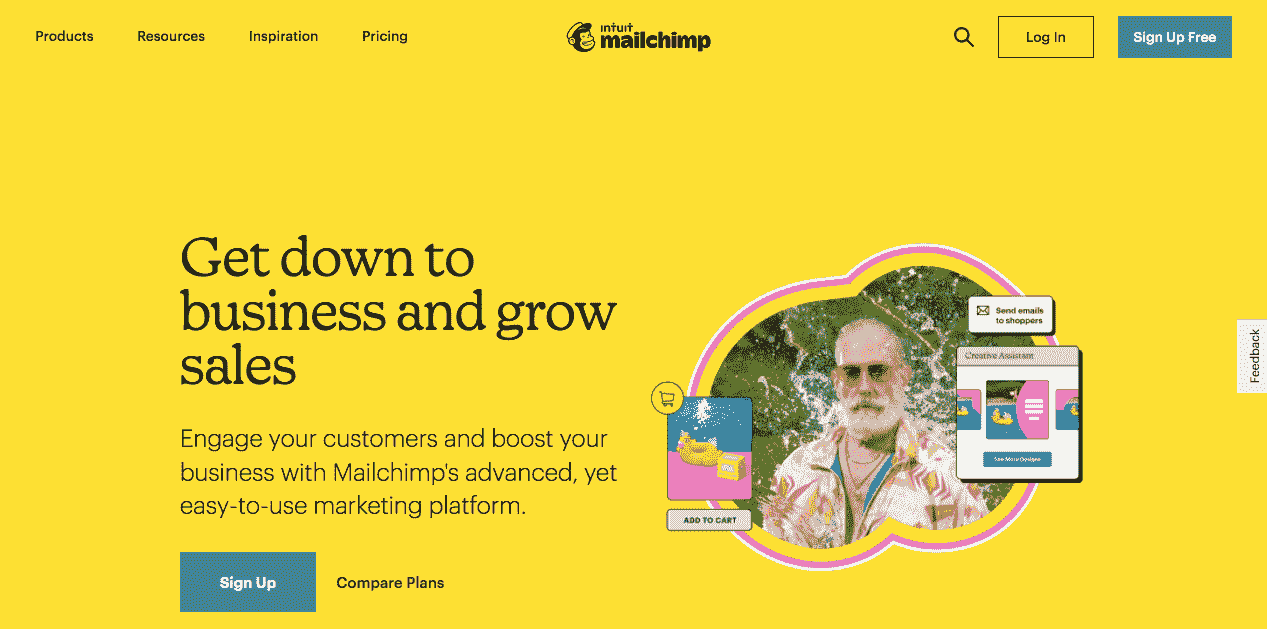 Products
Resources
Inspiration
Pricing
intuit
mailchimp
Log In
Sign Up Free
Get down to
business and grow
sales
Engage your customers and boost your
business with Mailchimp's advanced, yet
easy-to-use marketing platform.
Sign Up
Compare Plans
Send emails
to shoppers
Creative Assistant
See More Designs
ADD TO CART
Feedback